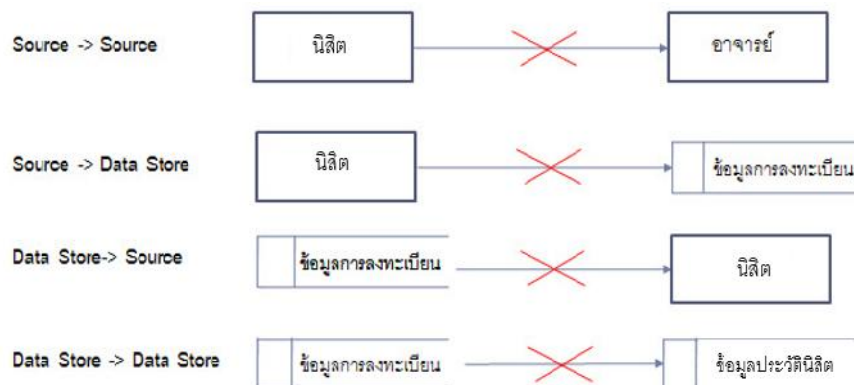 Source -> Source นิสิต อาจารย์
Source -> Data Store นิสิต ข้อมูลการลงทะเบียน
Data Store-> Source ข้อมูลการลงทะเบียน นิสิต
Data Store -> Data Store ข้อมูลการลงทะเบียน ข้อมูลประวัตินิสิต